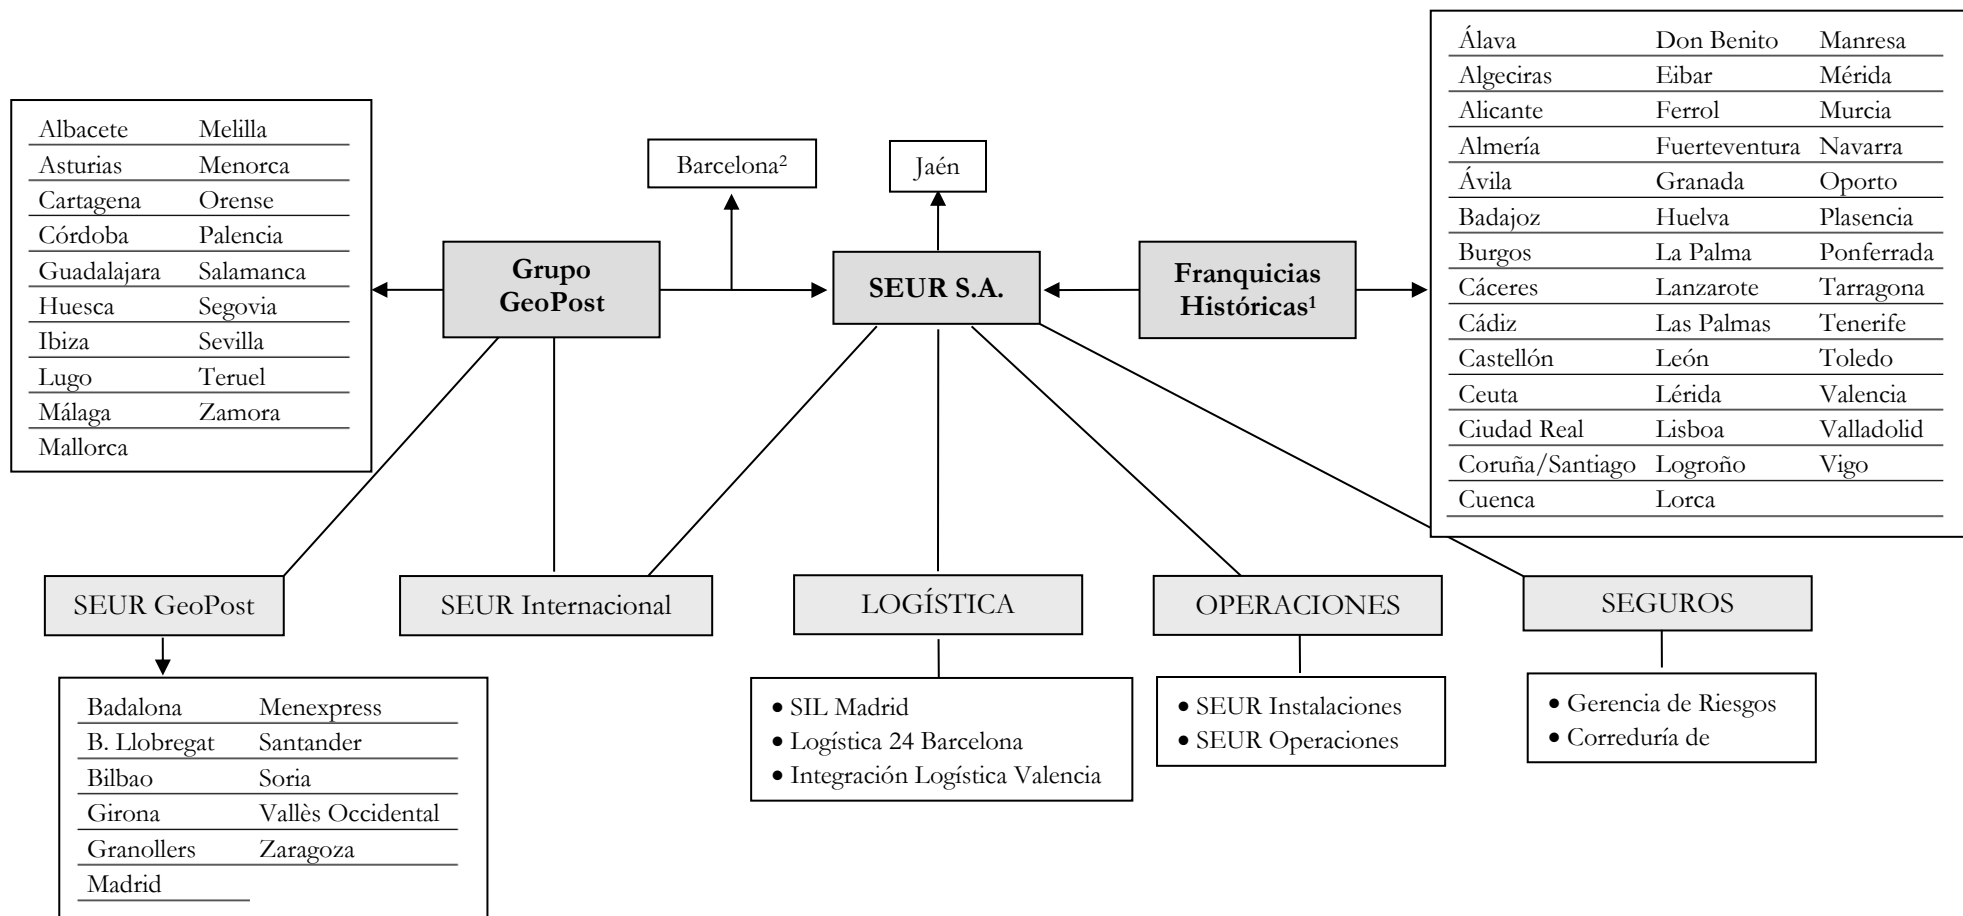 Álava Don Benito Manresa
Algeciras Eibar Mérida
Alicante Ferrol Murcia
Almería Fuerteventura Navarra
Ávila Granada Oporto
Badajoz Huelva Plasencia
Burgos La Palma Ponferrada
Cáceres Lanzarote Tarragona
Cádiz Las Palmas Tenerife
Castellón León Toledo
Ceuta Lérida Valencia
Ciudad Real Lisboa Valladolid
Coruña/Santiago Logroño Vigo
Cuenca Lorca
Albacete Melilla
Asturias Menorca
Cartagena Orense
Córdoba Palencia
Guadalajara Salamanca
Huesca Segovia
Ibiza Sevilla
Lugo Teruel
Málaga Zamora
Mallorca
Barcelona²
Jaén
Grupo
GeoPost
SEUR S.A.
Franquicias
Históricas¹
SEUR GeoPost
SEUR Internacional
LOGÍSTICA
OPERACIONES
SEGUROS
Badalona Menexpress
B. Llobregat Santander
Bilbao Soria
Girona Vallès Occidental
Granollers Zaragoza
Madrid
• SIL Madrid
• Logística 24 Barcelona
• Integración Logística Valencia
• SEUR Instalaciones
• SEUR Operaciones
• Gerencia de Riesgos
• Correduría de